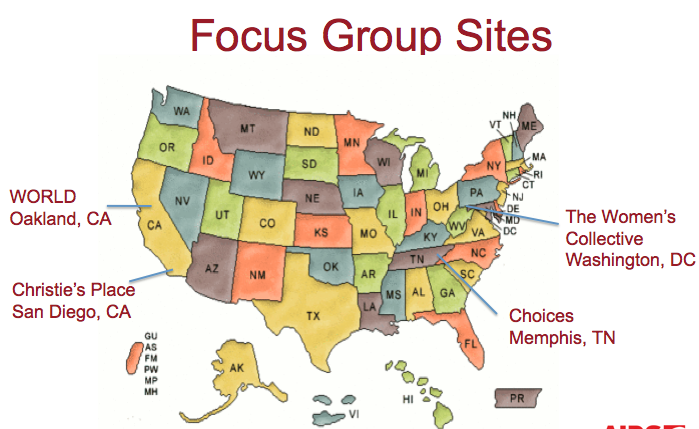 Focus Group Sites
WA
OR
ID
MT
ND
MN
WI
MI
VT
NH
ME
NY
MA
RI
CT
NJ
DE
MD
DC
PA
SD
WY
NV
UT
CO
NE
IA
IL
IN
OH
WV
VA
KY
CA
AZ
NM
KS
MO
OK
AR
TN
NC
SC
TX
LA
MS
AL
GA
FL
WORLD
Oakland, CA
Christie’s Place
San Diego, CA
The Women’s
Collective
Washington, DC
Choices
Memphis, TN
GU
AS
FM
PW
MP
MH
AK
VI
HI
PR